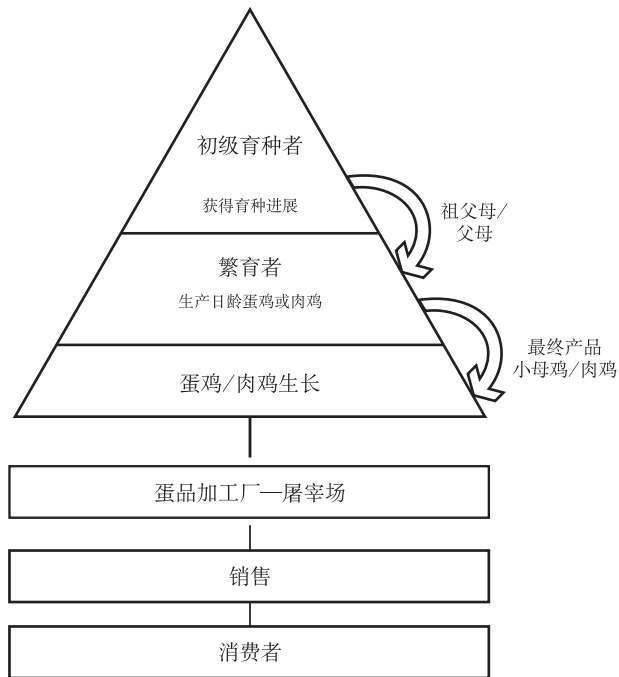 初级育种者
获得育种进展
祖父母/
父母
繁育者
生产日龄蛋鸡或肉鸡
最终产品
小母鸡/肉鸡
蛋鸡/肉鸡生长
蛋品加工厂—屠宰场
销售
消费者